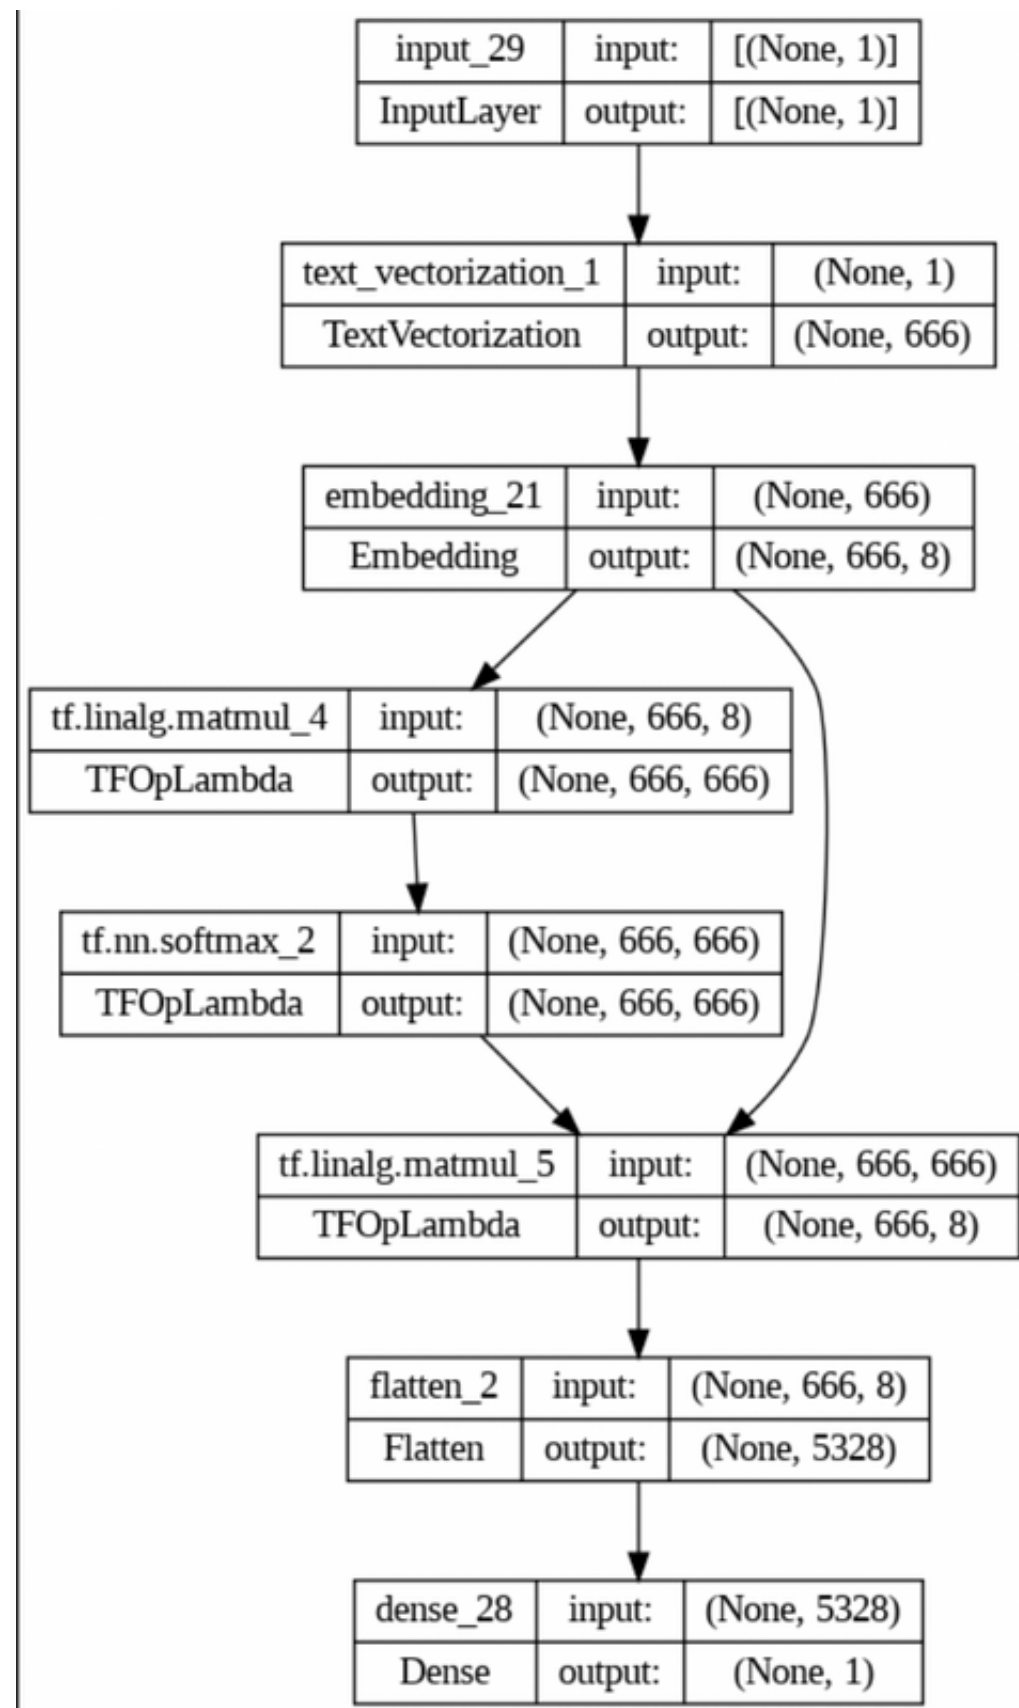 input_29 input: [(None, 1)]
InputLayer output: [(None, 1)]
text_vectorization_1 input: (None, 1)
TextVectorization output: (None, 666)
embedding_21 input: (None, 666)
Embedding output: (None, 666, 8)
tf.linalg.matmul_4 input: (None, 666, 8)
TFOpLambda output: (None, 666, 666)
tf.nn.softmax_2 input: (None, 666, 666)
TFOpLambda output: (None, 666, 666)
tf.linalg.matmul_5 input: (None, 666, 666)
TFOpLambda output: (None, 666, 8)
flatten_2 input: (None, 666, 8)
Flatten output: (None, 5328)
dense_28 input: (None, 5328)
Dense output: (None, 1)